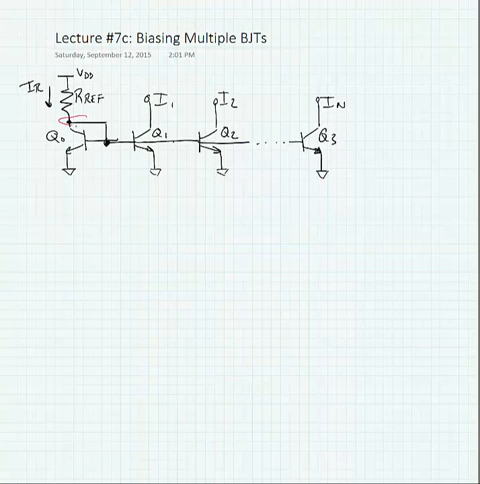 Lecture #7c: Biasing Multiple BJTs
Saturday, September 12, 2015 2:01 PM
VDD
IR RREF I1 I2 IN
Q0 Q1 Q2 Q3